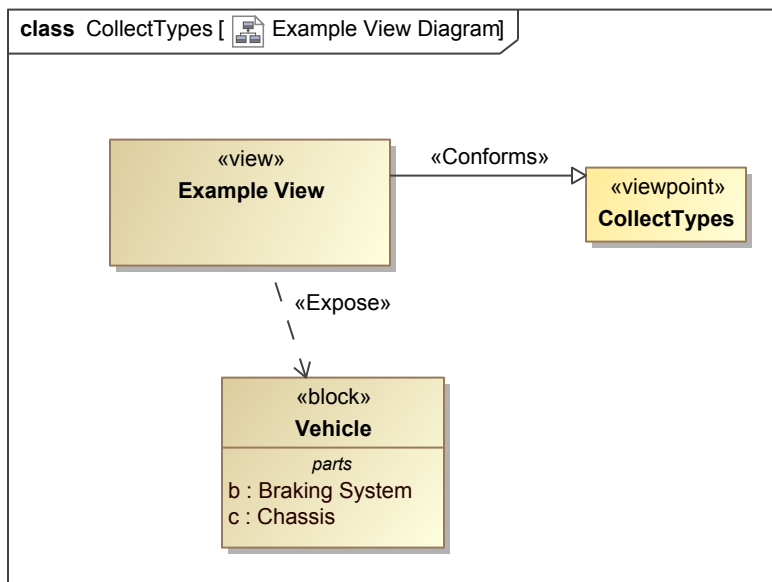 class CollectTypes [ Example View Diagram]
«view»
Example View
«Conforms»
«viewpoint»
CollectTypes
«Expose»
«block»
Vehicle
parts
b : Braking System
c : Chassis